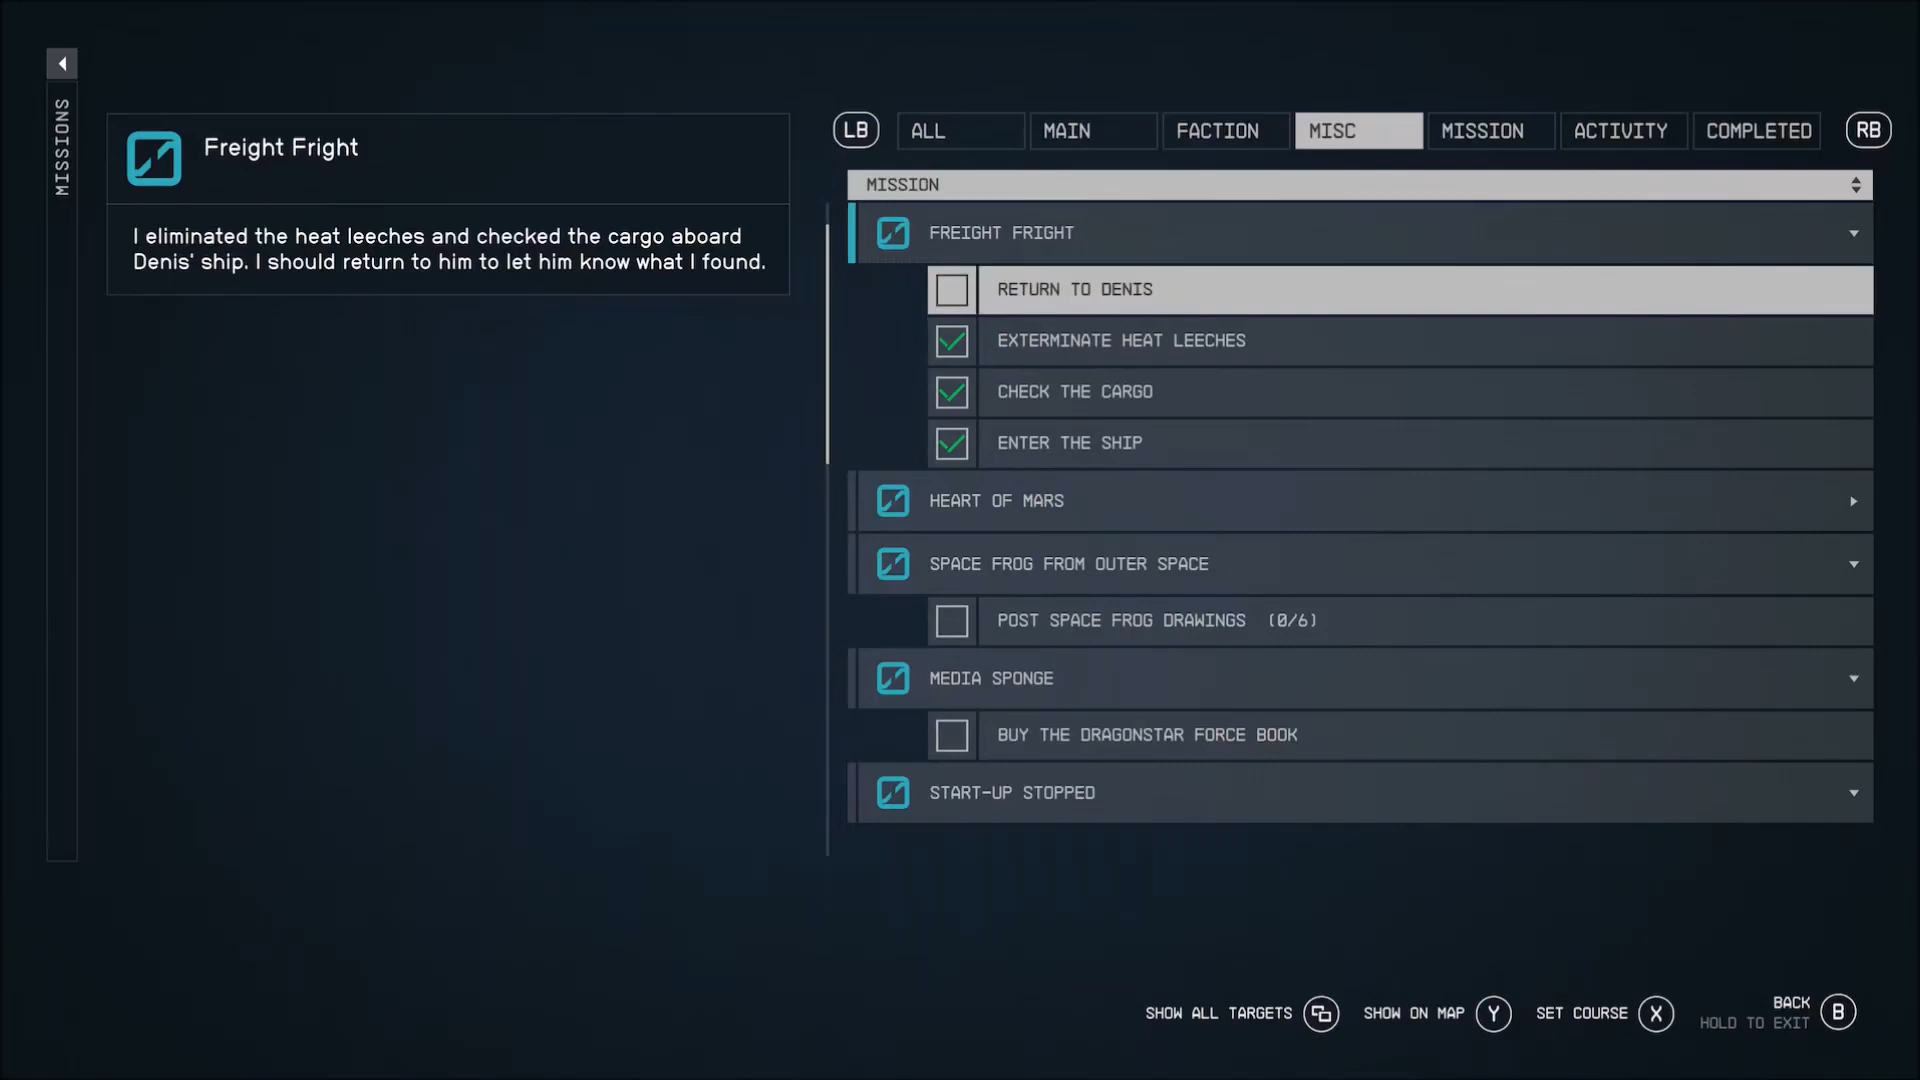 MISSIONS
Freight Fright
I eliminated the heat leeches and checked the cargo aboard
Denis' ship. I should return to him to let him know what I found.
LB ALL MAIN FACTION MISC MISSION ACTIVITY COMPLETED RB
MISSION
FREIGHT FRIGHT
RETURN TO DENIS
EXTERMINATE HEAT LEECHES
CHECK THE CARGO
ENTER THE SHIP
HEART OF MARS
SPACE FROG FROM OUTER SPACE
POST SPACE FROG DRAWINGS (0/6)
MEDIA SPONGE
BUY THE DRAGONSTAR FORCE BOOK
START-UP STOPPED
SHOW ALL TARGETS SHOW ON MAP Y SET COURSE X BACK B
HOLD TO EXIT